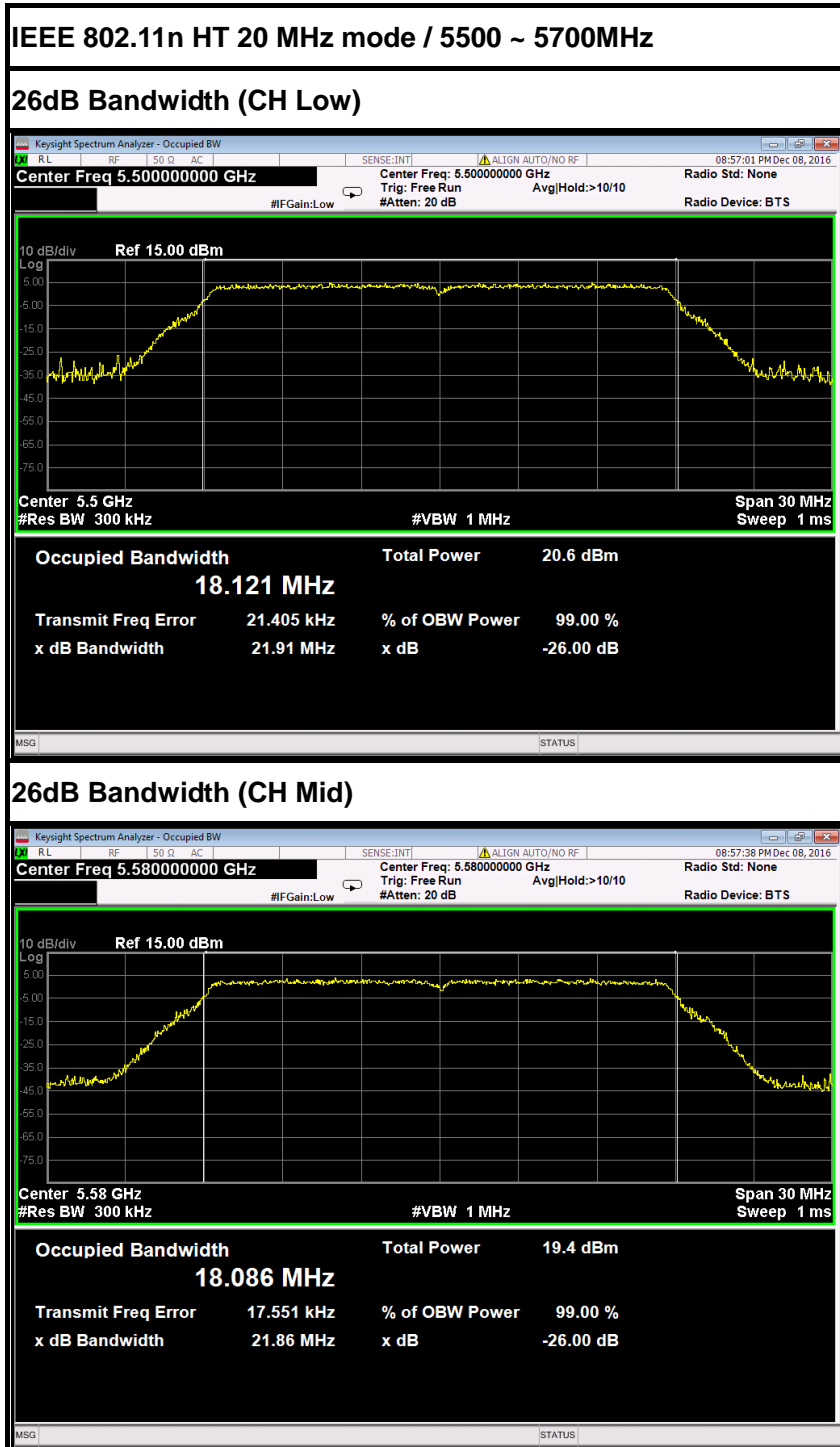 IEEE 802.11n HT 20 MHz mode / 5500 ~ 5700MHz
26dB Bandwidth (CH Low)
Keysight Spectrum Analyzer - Occupied BW
LXI RL RF 50 Ω AC SENSE:INT ALIGN AUTO/NO RF 08:57:01 PM Dec 08, 2016
Center Freq 5.500000000 GHz Center Freq: 5.500000000 GHz Radio Std: None
Trig: Free Run Avg|Hold:>10/10
#IFGain:Low #Atten: 20 dB Radio Device: BTS
10 dB/div Ref 15.00 dBm
Log
5.00
-5.00
-15.0
-25.0
-35.0
-45.0
-55.0
-65.0
-75.0
Center 5.5 GHz Span 30 MHz
#Res BW 300 kHz #VBW 1 MHz Sweep 1 ms
Occupied Bandwidth Total Power 20.6 dBm
18.121 MHz
Transmit Freq Error 21.405 kHz % of OBW Power 99.00 %
x dB Bandwidth 21.91 MHz x dB -26.00 dB
MSG STATUS
26dB Bandwidth (CH Mid)
Keysight Spectrum Analyzer - Occupied BW
LXI RL RF 50 Ω AC SENSE:INT ALIGN AUTO/NO RF 08:57:38 PM Dec 08, 2016
Center Freq 5.580000000 GHz Center Freq: 5.580000000 GHz Radio Std: None
Trig: Free Run Avg|Hold:>10/10
#IFGain:Low #Atten: 20 dB Radio Device: BTS
10 dB/div Ref 15.00 dBm
Log
5.00
-5.00
-15.0
-25.0
-35.0
-45.0
-55.0
-65.0
-75.0
Center 5.58 GHz Span 30 MHz
#Res BW 300 kHz #VBW 1 MHz Sweep 1 ms
Occupied Bandwidth Total Power 19.4 dBm
18.086 MHz
Transmit Freq Error 17.551 kHz % of OBW Power 99.00 %
x dB Bandwidth 21.86 MHz x dB -26.00 dB
MSG STATUS